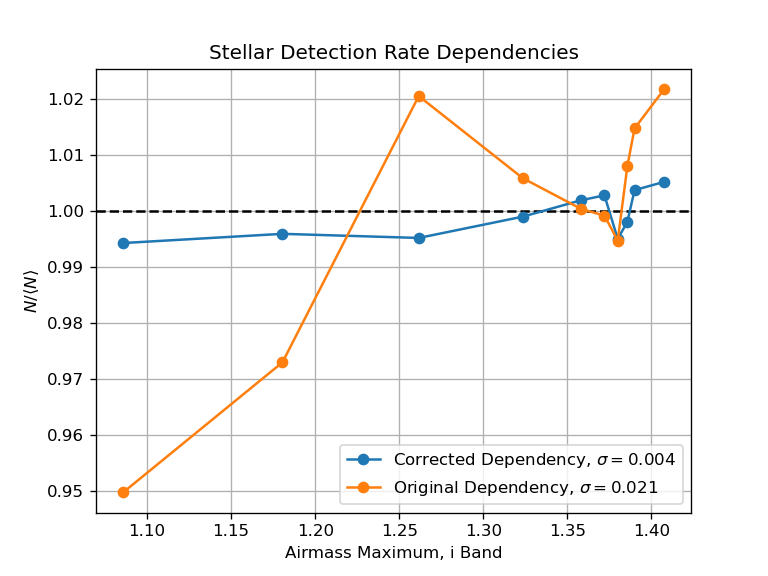 Stellar Detection Rate Dependencies
N/⟨N⟩
1.02
1.01
1.00
0.99
0.98
0.97
0.96
0.95
Corrected Dependency, σ = 0.004
Original Dependency, σ = 0.021
1.10 1.15 1.20 1.25 1.30 1.35 1.40
Airmass Maximum, i Band